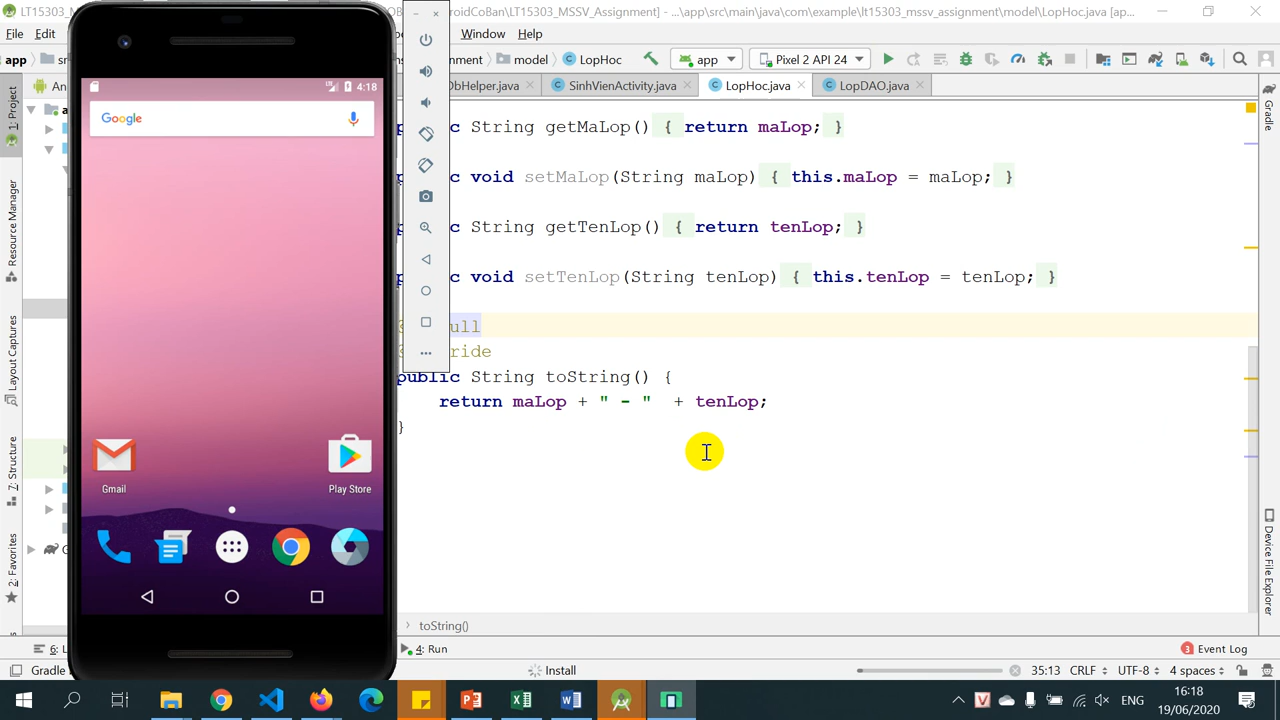 LT15303_MSSV_A
OB
roidCoBan\LT15303_MSSV_Assignment] - ...\app\src\main\java\com\example\lt15303_mssv_assignment\model\LopHoc.java [ap...
File Edit
Window Help
app
model LopHoc app Pixel 2 API 24
DbHelper.java SinhVienActivity.java LopHoc.java LopDAO.java
String getMaLop() { return maLop; }
void setMaLop(String maLop) { this.maLop = maLop; }
String getTenLop() { return tenLop; }
void setTenLop(String tenLop) { this.tenLop = tenLop; }
ull
ride
public String toString() {
return maLop + " - " + tenLop;
}
toString()
1: Project
Resource Manager
Layout Captures
7: Structure
2: Favorites
Gradle
Device File Explorer
4:18
Google
Gmail
Play Store
6: L
4: Run
Event Log
Gradle
Install
35:13 CRLF UTF-8 4 spaces
ENG
16:18
19/06/2020